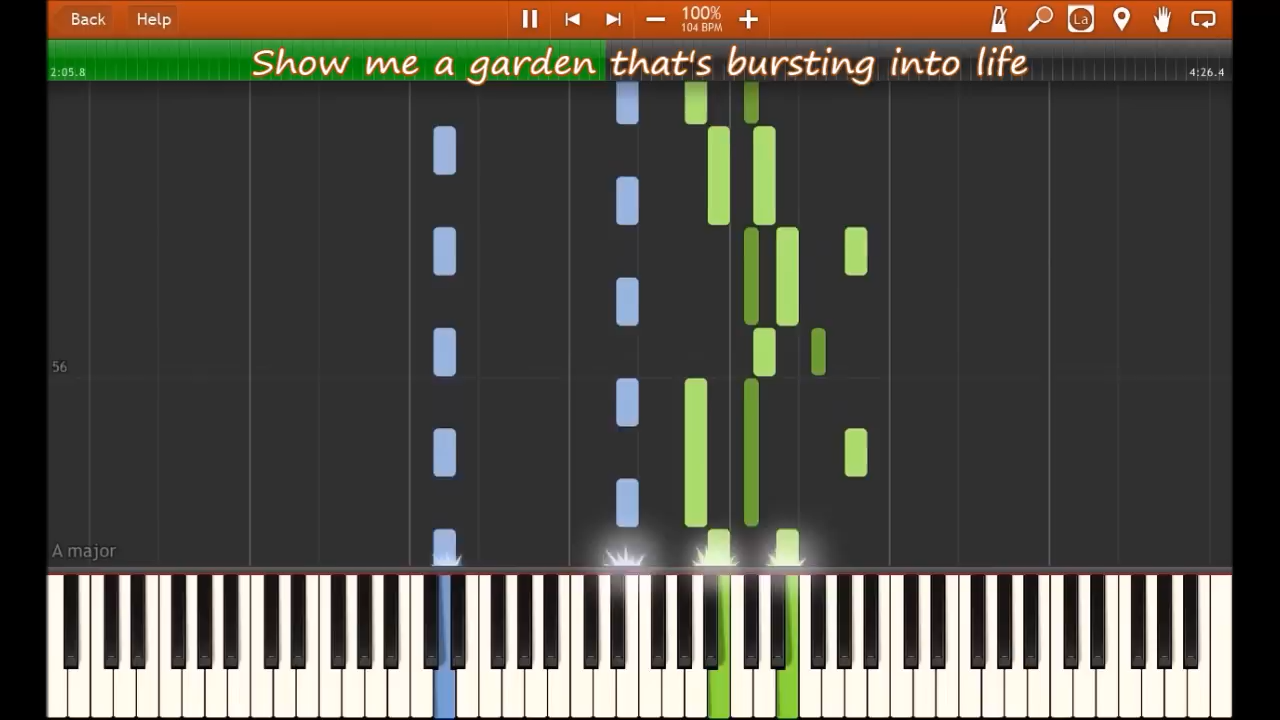 Back Help 100% La
104 BPM
Show me a garden that's bursting into life
2:05.8 4:26.4
56
A major